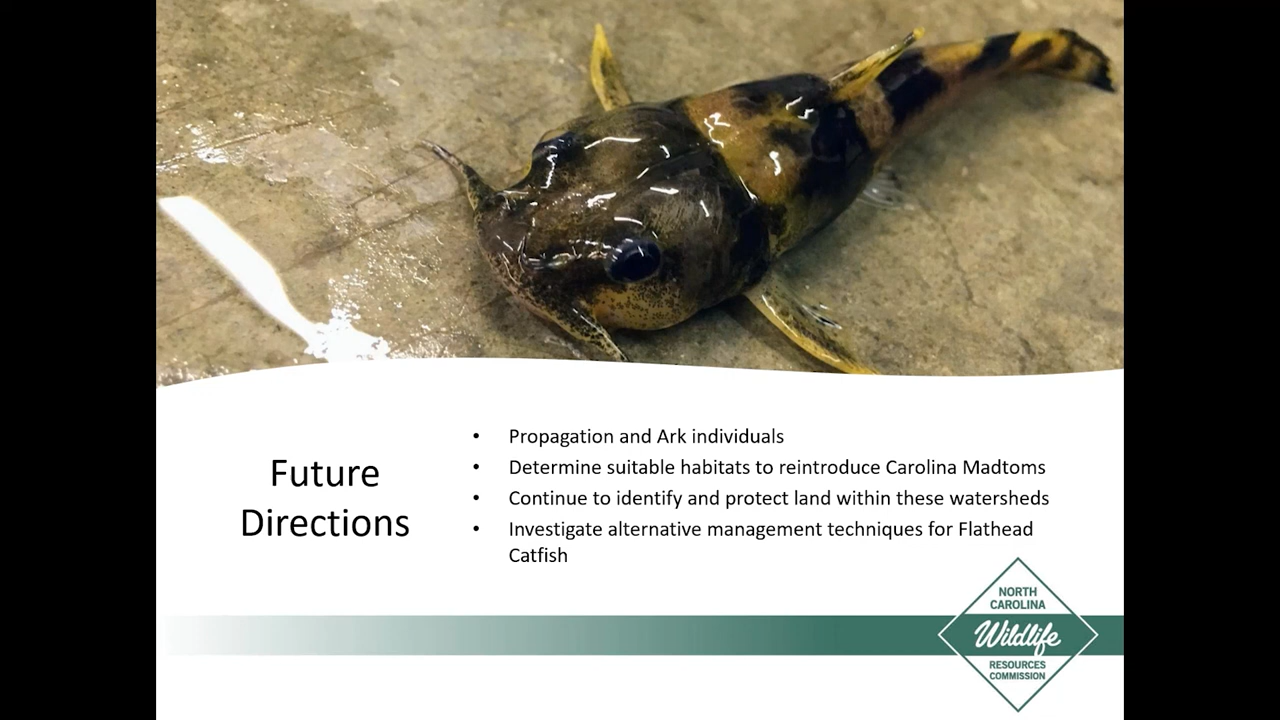 Future
Directions
• Propagation and Ark individuals
• Determine suitable habitats to reintroduce Carolina Madtoms
• Continue to identify and protect land within these watersheds
• Investigate alternative management techniques for Flathead
Catfish
NORTH
CAROLINA
Wildlife
RESOURCES
COMMISSION